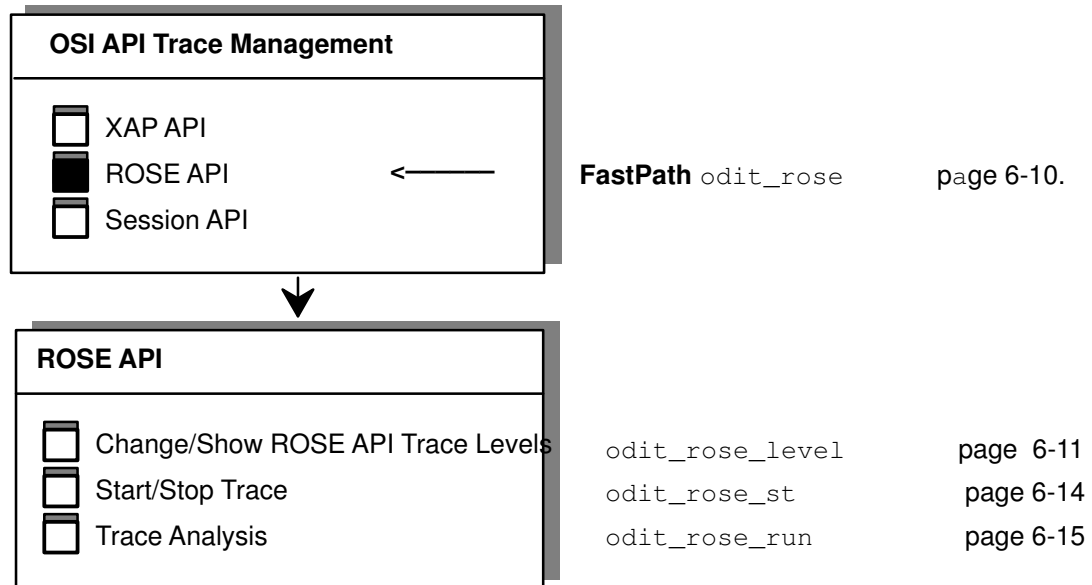 OSI API Trace Management
XAP API
ROSE API <—— FastPath odit_rose page 6-10.
Session API
ROSE API
Change/Show ROSE API Trace Levels odit_rose_level page 6-11
Start/Stop Trace odit_rose_st page 6-14
Trace Analysis odit_rose_run page 6-15